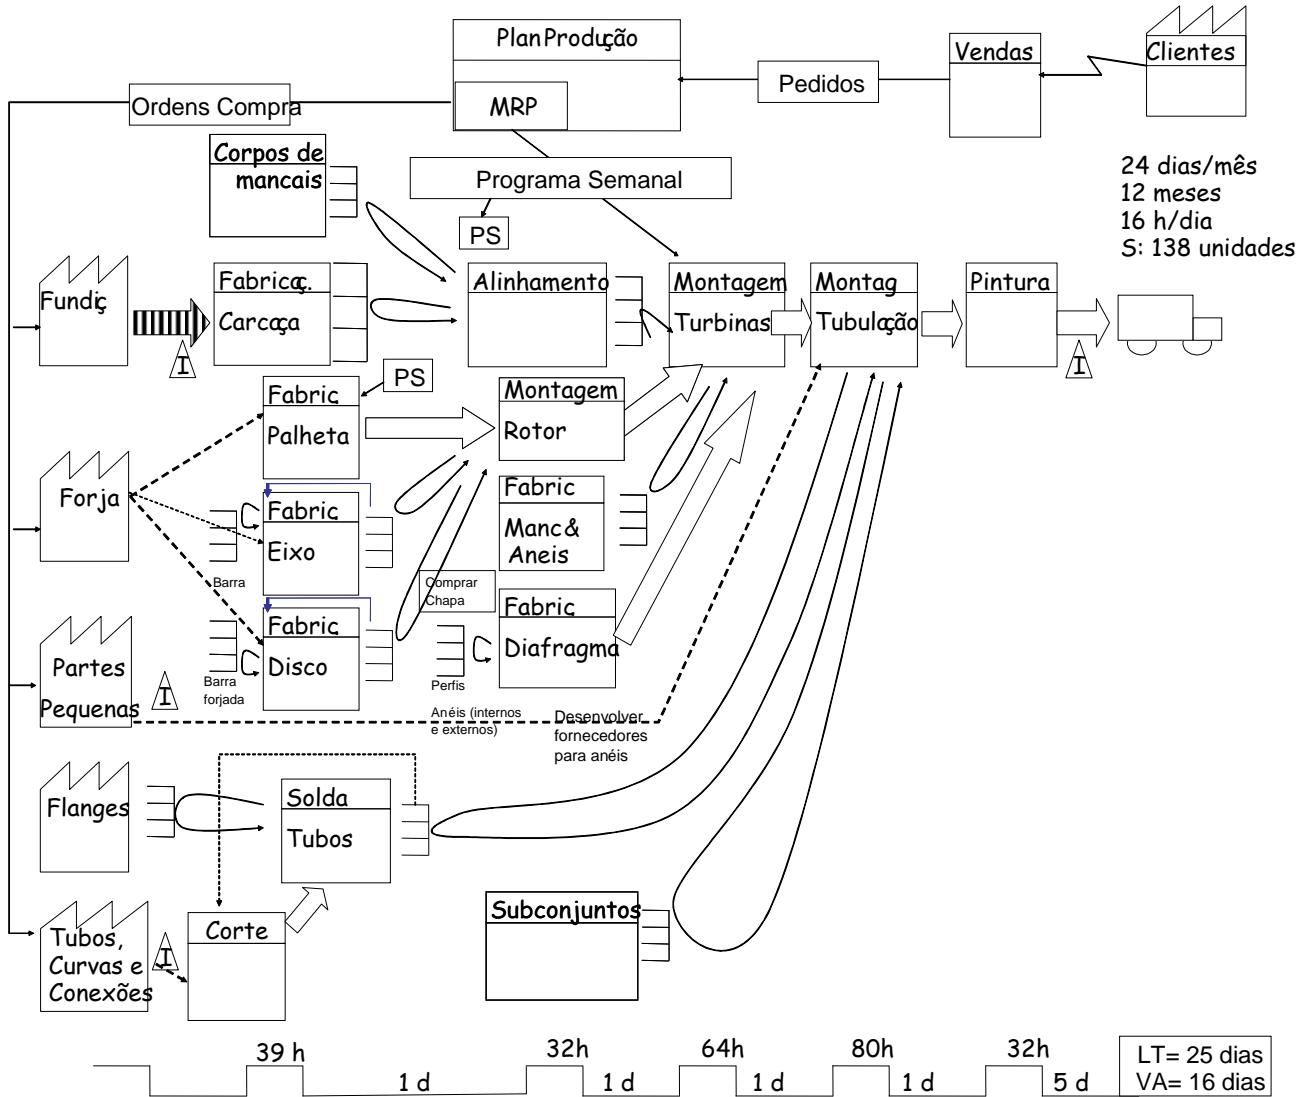 PlanProdução
MRP
Pedidos
Vendas
Clientes
Ordens Compra
Corpos de
mancais
Programa Semanal
PS
24 dias/mês
12 meses
16 h/dia
S: 138 unidades
Fundiç
I
Fabricaç.
Carcaça
Alinhamento
Montagem
Turbinas
Montag
Tubulação
Pintura
I
PS
Fabric.
Palheta
Montagem
Rotor
Forja
Fabric.
Eixo
Barra
Fabric
Manc&
Aneis
Comprar
Chapa
Fabric.
Disco
Barra
forjada
Fabric.
Diafragma
Perfis
Anéis (internos
e externos)
Desenvolver
fornecedores
para anéis
Partes
Pequenas
I
Flanges
Solda
Tubos
Subconjuntos
Tubos,
Curvas e
Conexões
I
Corte
39 h
32h
64h
80h
32h
1 d
1 d
1 d
1 d
5 d
LT= 25 dias
VA= 16 dias